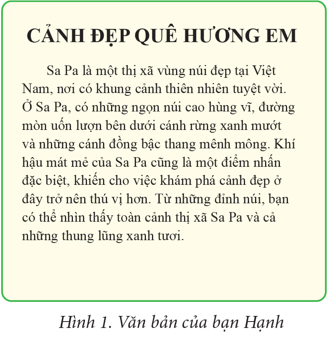 CẢNH ĐẸP QUÊ HƯƠNG EM
Sa Pa là một thị xã vùng núi đẹp tại Việt
Nam, nơi có khung cảnh thiên nhiên tuyệt vời.
Ở Sa Pa, có những ngọn núi cao hùng vĩ, đường
mòn uốn lượn bên dưới cánh rừng xanh mướt
và những cánh đồng bậc thang mênh mông. Khí
hậu mát mẻ của Sa Pa cũng là một điểm nhấn
đặc biệt, khiến cho việc khám phá cảnh đẹp ở
đây trở nên thú vị hơn. Từ những đỉnh núi, bạn
có thể nhìn thấy toàn cảnh thị xã Sa Pa và cả
những thung lũng xanh tươi.
Hình 1. Văn bản của bạn Hạnh